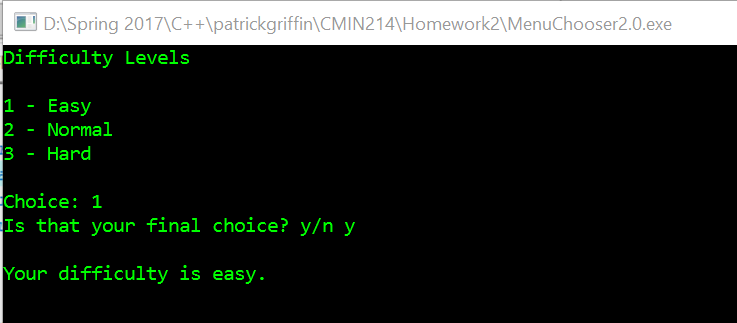 D:\Spring 2017\C++\patrickgriffin\CMIN214\Homework2\MenuChooser2.0.exe
Difficulty Levels
1 - Easy
2 - Normal
3 - Hard
Choice: 1
Is that your final choice? y/n y
Your difficulty is easy.